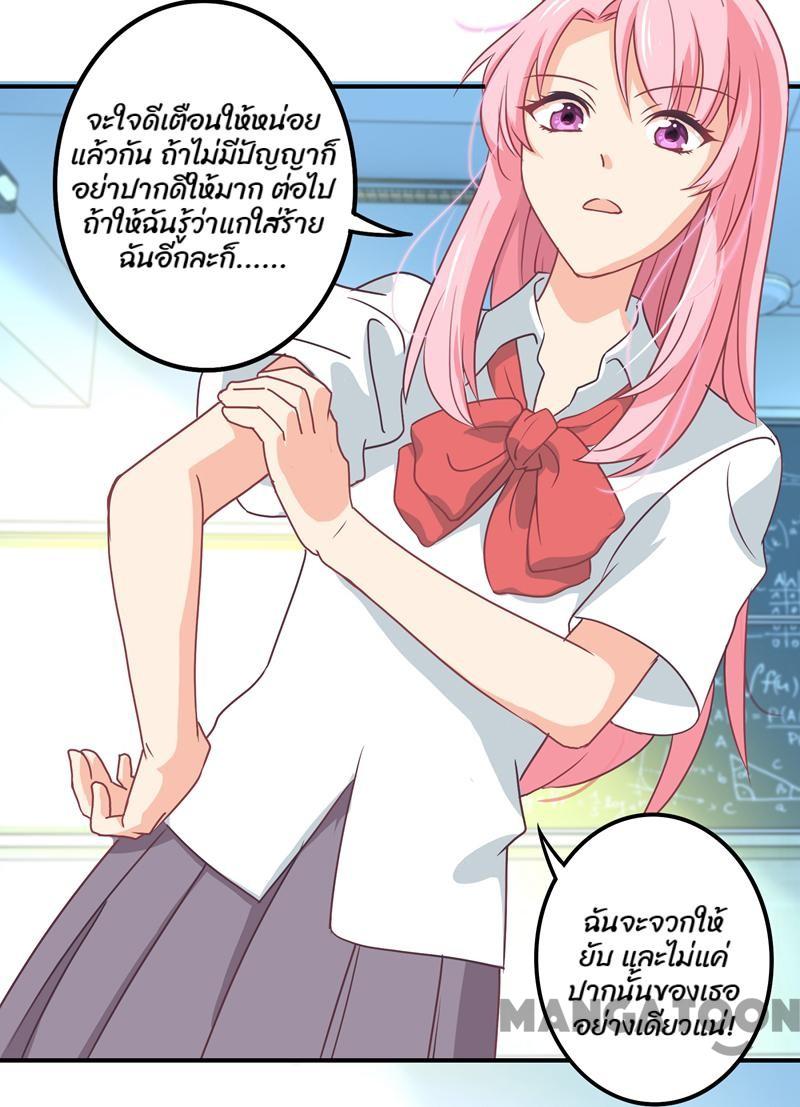 จะใจดีเตือนให้หน่อย
แล้วกัน ถ้าไม่มีปัญญาก็
อย่าปากดีให้มาก ต่อไป
ถ้าให้ฉันรู้ว่าแกใส่ร้าย
ฉันอีกละก็......
ฉันจะจวกให้
ยับ และไม่แค่
ปากนั้นของเธอ
อย่างเดียวแน่!
MANGATOON